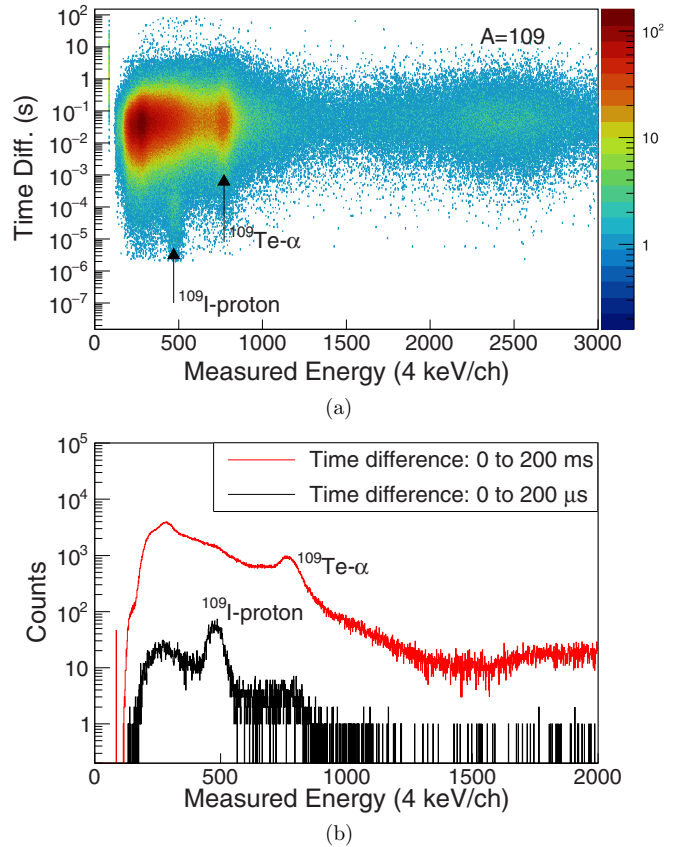 A=109
10²
10
1
10⁻¹
10⁻²
10⁻³
10⁻⁴
10⁻⁵
10⁻⁶
10⁻⁷
Time Diff. (s)
¹⁰⁹Te-α
¹⁰⁹I-proton
10²
10
1
0 500 1000 1500 2000 2500 3000
Measured Energy (4 keV/ch)
(a)
10⁵
10⁴
10³
10²
10
1
Counts
Time difference: 0 to 200 ms
Time difference: 0 to 200 μs
¹⁰⁹Te-α
¹⁰⁹I-proton
0 500 1000 1500 2000
Measured Energy (4 keV/ch)
(b)